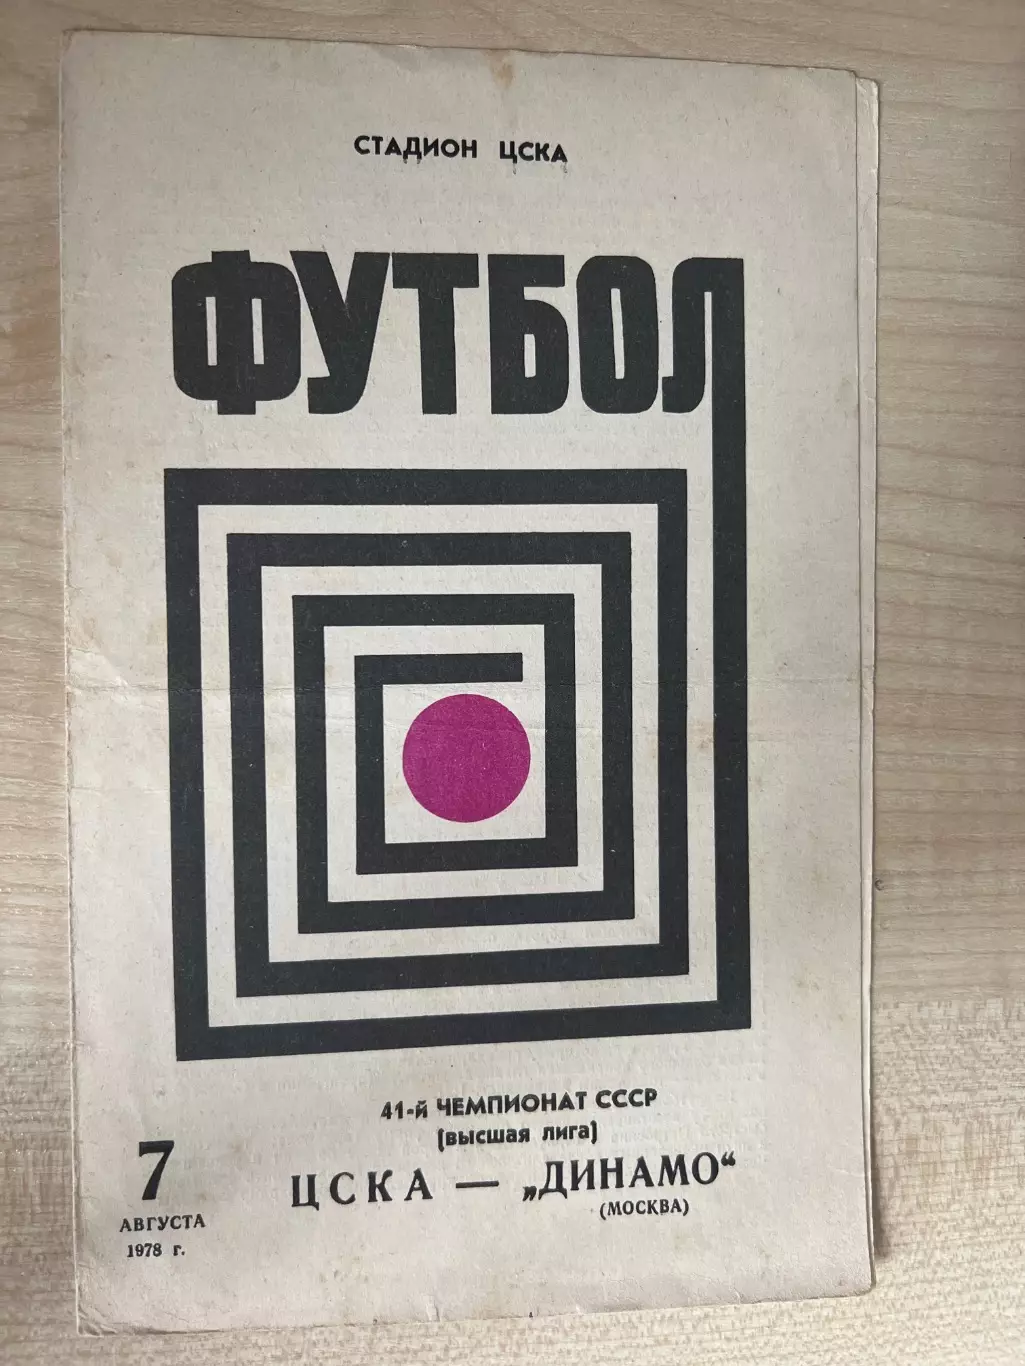 СТАДИОН ЦСКА
ФУТБОЛ
41-й ЧЕМПИОНАТ СССР
(высшая лига)
ЦСКА — „ДИНАМО“
(МОСКВА)
7
АВГУСТА
1978 г.